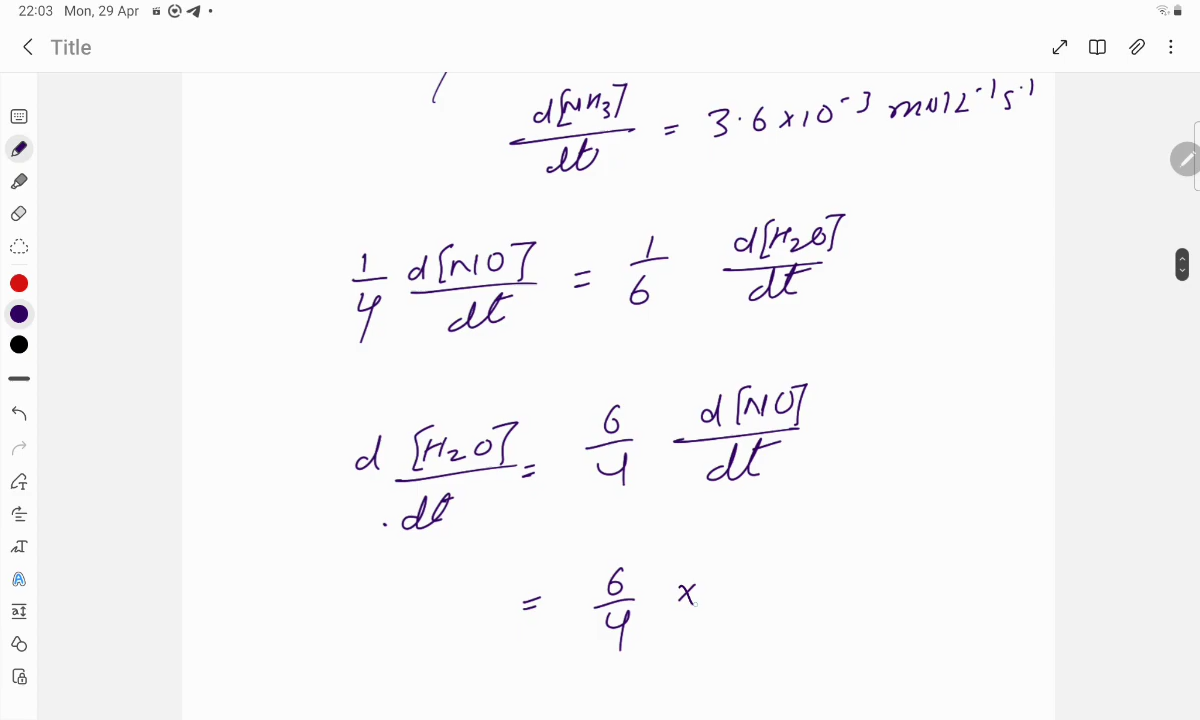 22:03 Mon, 29 Apr
Title
d[NH3]/dt = 3.6 × 10^-3 mol L^-1 s^-1
1/4 d[NO]/dt = 1/6 d[H2O]/dt
d [H2O]/dt = 6/4 d[NO]/dt
= 6/4 ×